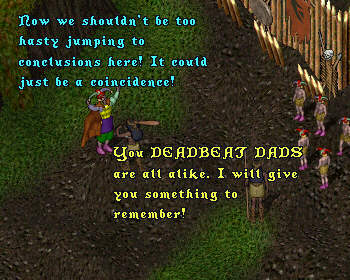 Now we shouldn't be too
hasty jumping to
conclusions here! It could
just be a coincidence!
You DEADBEAT DADS
are all alike. I will give
you something to
remember!